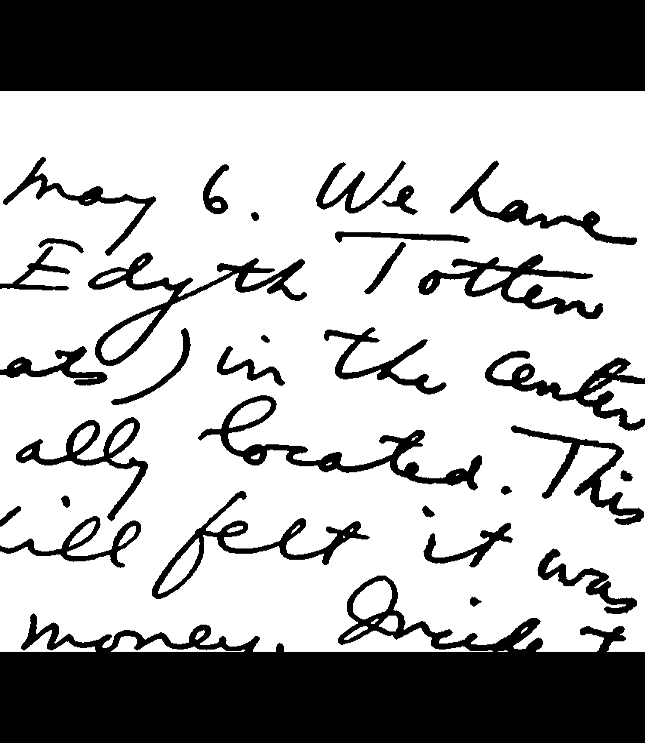 May 6. We have
Edyth Totten
ats) in the center
ally located. This
ill felt it was
money. Inside t